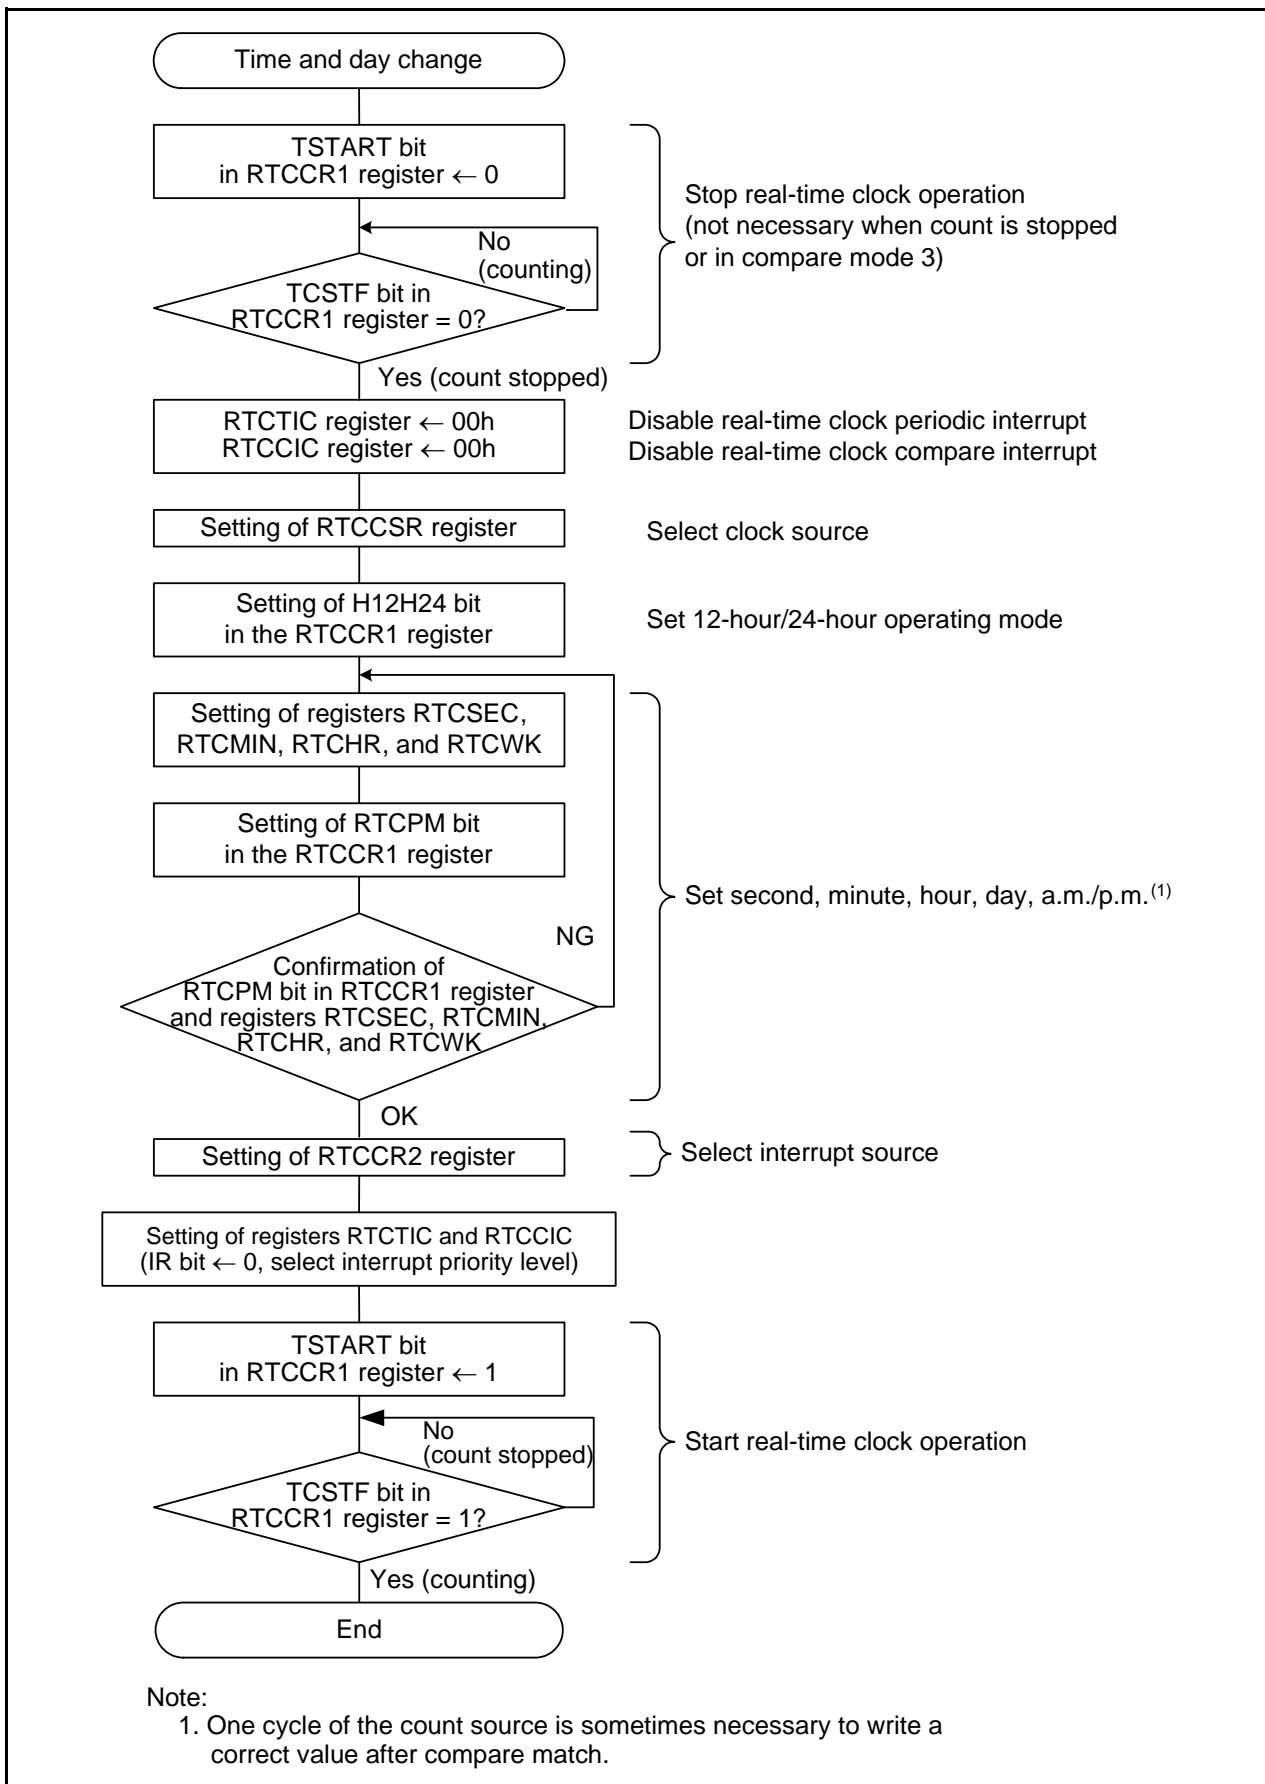 Time and day change
TSTART bit
in RTCCR1 register ← 0
Stop real-time clock operation
(not necessary when count is stopped
or in compare mode 3)
No
(counting)
TCSTF bit in
RTCCR1 register = 0?
Yes (count stopped)
RTCTIC register ← 00h
RTCCIC register ← 00h
Disable real-time clock periodic interrupt
Disable real-time clock compare interrupt
Setting of RTCCSR register
Select clock source
Setting of H12H24 bit
in the RTCCR1 register
Set 12-hour/24-hour operating mode
Setting of registers RTCSEC,
RTCMIN, RTCHR, and RTCWK
Setting of RTCPM bit
in the RTCCR1 register
Set second, minute, hour, day, a.m./p.m.(1)
NG
Confirmation of
RTCPM bit in RTCCR1 register
and registers RTCSEC, RTCMIN,
RTCHR, and RTCWK
OK
Setting of RTCCR2 register
Select interrupt source
Setting of registers RTCTIC and RTCCIC
(IR bit ← 0, select interrupt priority level)
TSTART bit
in RTCCR1 register ← 1
No
(count stopped)
Start real-time clock operation
TCSTF bit in
RTCCR1 register = 1?
Yes (counting)
End
Note:
1. One cycle of the count source is sometimes necessary to write a
correct value after compare match.